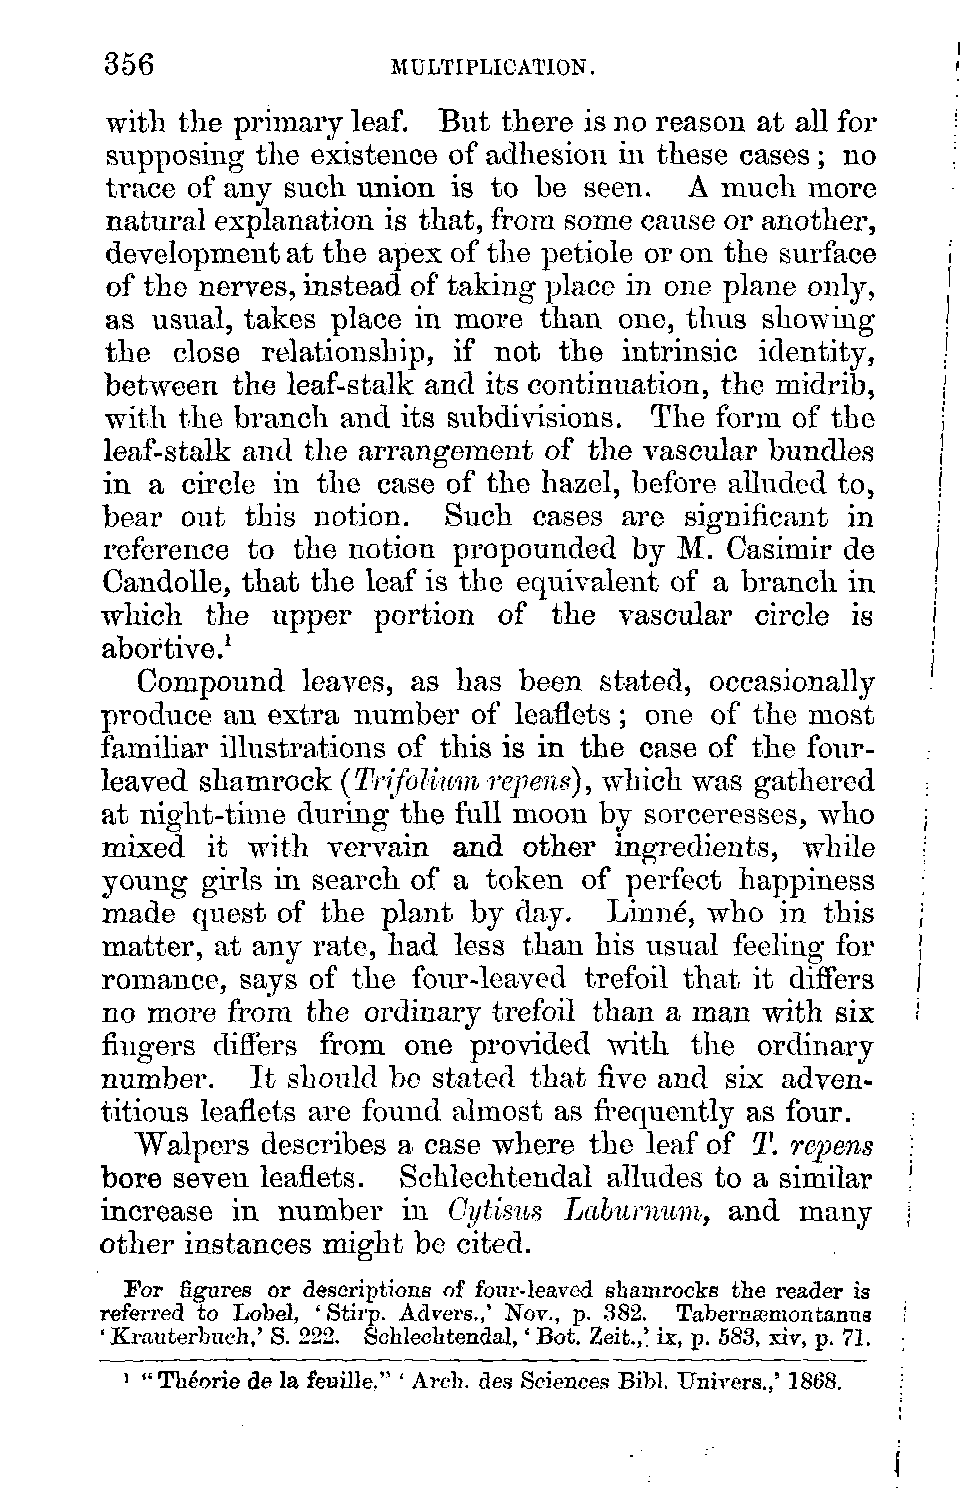 356 MULTIPLICATION.
with the primary leaf. But there is no reason at all for
supposing the existence of adhesion in these cases; no
trace of any such union is to be seen. A much more
natural explanation is that, from some cause or another,
development at the apex of the petiole or on the surface
of the nerves, instead of taking place in one plane only,
as usual, takes place in more than one, thus showing
the close relationship, if not the intrinsic identity,
between the leaf-stalk and its continuation, the midrib,
with the branch and its subdivisions. The form of the
leaf-stalk and the arrangement of the vascular bundles
in a circle in the case of the hazel, before alluded to,
bear out this notion. Such cases are significant in
reference to the notion propounded by M. Casimir de
Candolle, that the leaf is the equivalent of a branch in
which the upper portion of the vascular circle is
abortive.¹
Compound leaves, as has been stated, occasionally
produce an extra number of leaflets; one of the most
familiar illustrations of this is in the case of the four-
leaved shamrock (Trifolium repens), which was gathered
at night-time during the full moon by sorceresses, who
mixed it with vervain and other ingredients, while
young girls in search of a token of perfect happiness
made quest of the plant by day. Linné, who in this
matter, at any rate, had less than his usual feeling for
romance, says of the four-leaved trefoil that it differs
no more from the ordinary trefoil than a man with six
fingers differs from one provided with the ordinary
number. It should be stated that five and six adven-
titious leaflets are found almost as frequently as four.
Walpers describes a case where the leaf of T. repens
bore seven leaflets. Schlechtendal alludes to a similar
increase in number in Cytisus Laburnum, and many
other instances might be cited.
For figures or descriptions of four-leaved shamrocks the reader is
referred to Lobel, 'Stirp. Advers.,' Nov., p. 382. Tabernæmontanus
'Krauterbuch,' S. 222. Schlechtendal, 'Bot. Zeit.,' ix, p. 583, xiv, p. 71.
¹ "Théorie de la feuille." 'Arch. des Sciences Bibl. Univers.,' 1868.